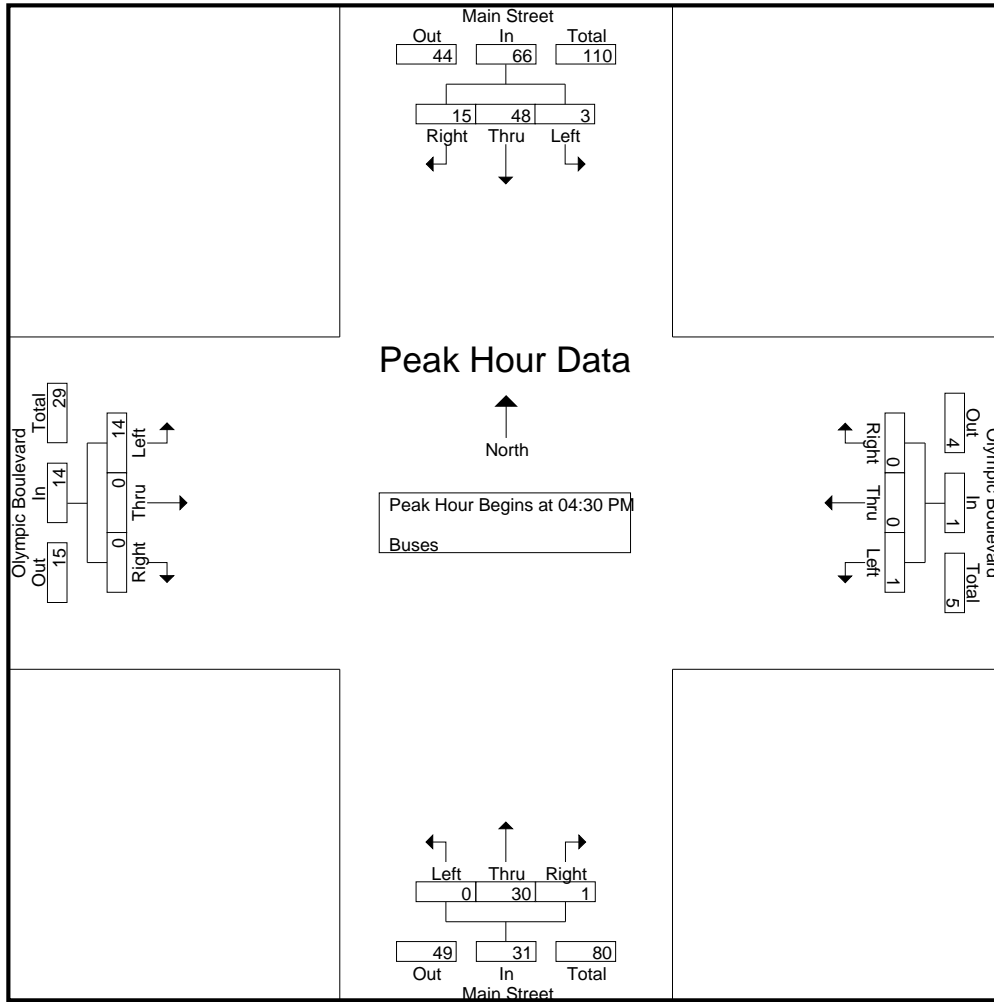 Main Street
Out In Total
44 66 110
15 48 3
Right Thru Left
Peak Hour Data
North
Peak Hour Begins at 04:30 PM
Buses
Olympic Boulevard
Out In Total
15 14 29
14 0 0
Left Thru Right
Olympic Boulevard
Out In Total
4 1 5
0 0 1
Right Thru Left
Left Thru Right
0 30 1
49 31 80
Out In Total
Main Street